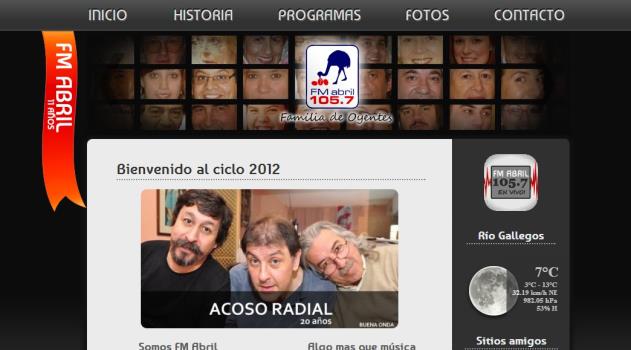 INICIO
HISTORIA
PROGRAMAS
FOTOS
CONTACTO
FM ABRIL
11 AÑOS
FM abril
105.7
Familia de Oyentes
Bienvenido al ciclo 2012
ACOSO RADIAL
20 años
BUENA ONDA
Somos FM Abril
Algo mas que música
FM ABRIL
105.7
EN VIVO!
Río Gallegos
7°C
3°C - 13°C
32.19 km/h NE
982.05 hPa
53% H
Sitios amigos